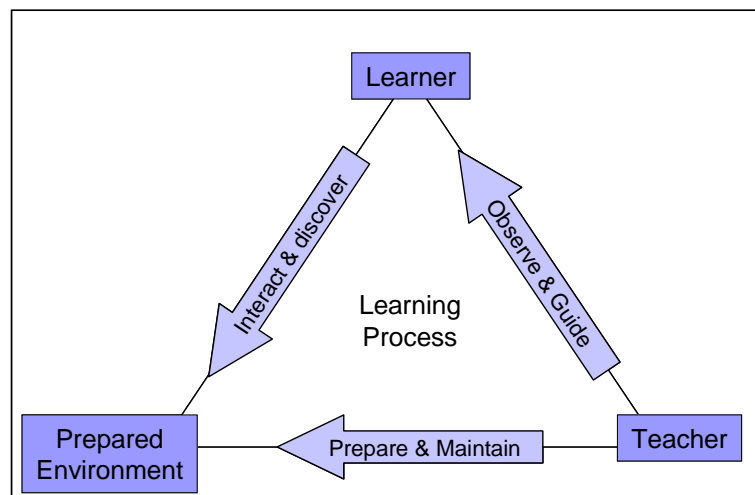 Learner
Interact & discover
Observe & Guide
Learning
Process
Prepared
Environment
Prepare & Maintain
Teacher